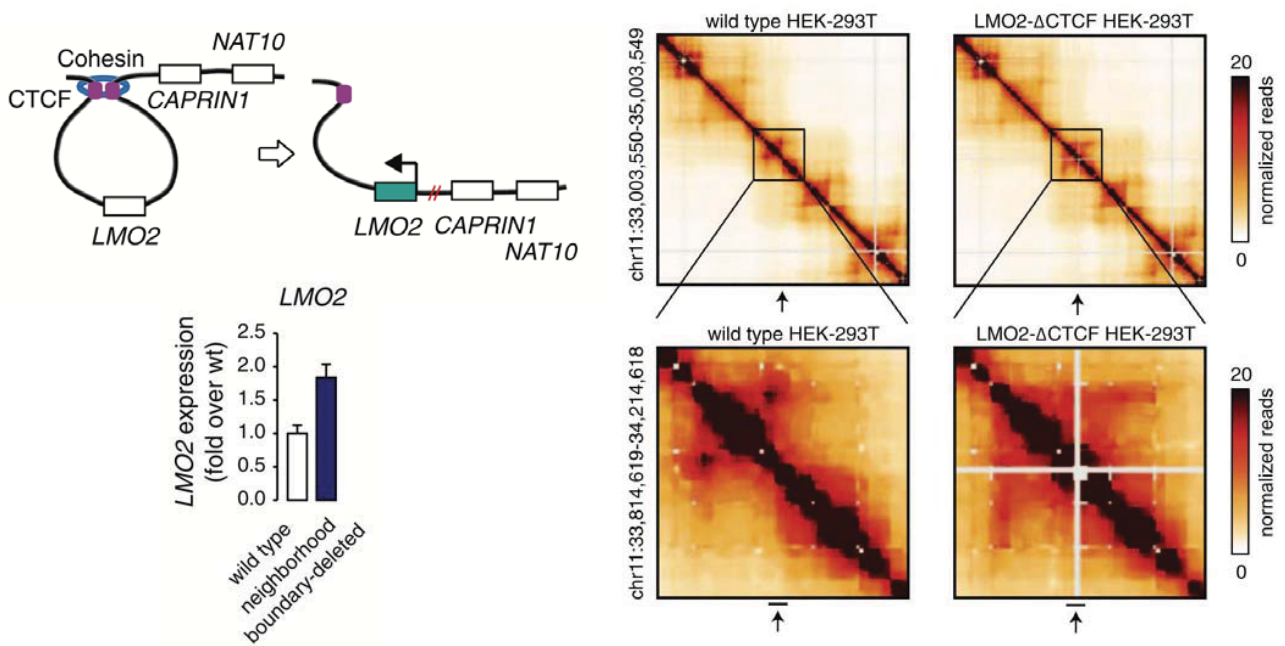 Cohesin
NAT10
CTCF
CAPRIN1
LMO2
LMO2
CAPRIN1
NAT10
LMO2
LMO2 expression
(fold over wt)
2.5
2.0
1.5
1.0
0.5
0.0
wild type
neighborhood
boundary-deleted
wild type HEK-293T
LMO2-ΔCTCF HEK-293T
chr11:33,003,550-35,003,549
20
0
normalized reads
wild type HEK-293T
LMO2-ΔCTCF HEK-293T
chr11:33,814,619-34,214,618
20
0
normalized reads